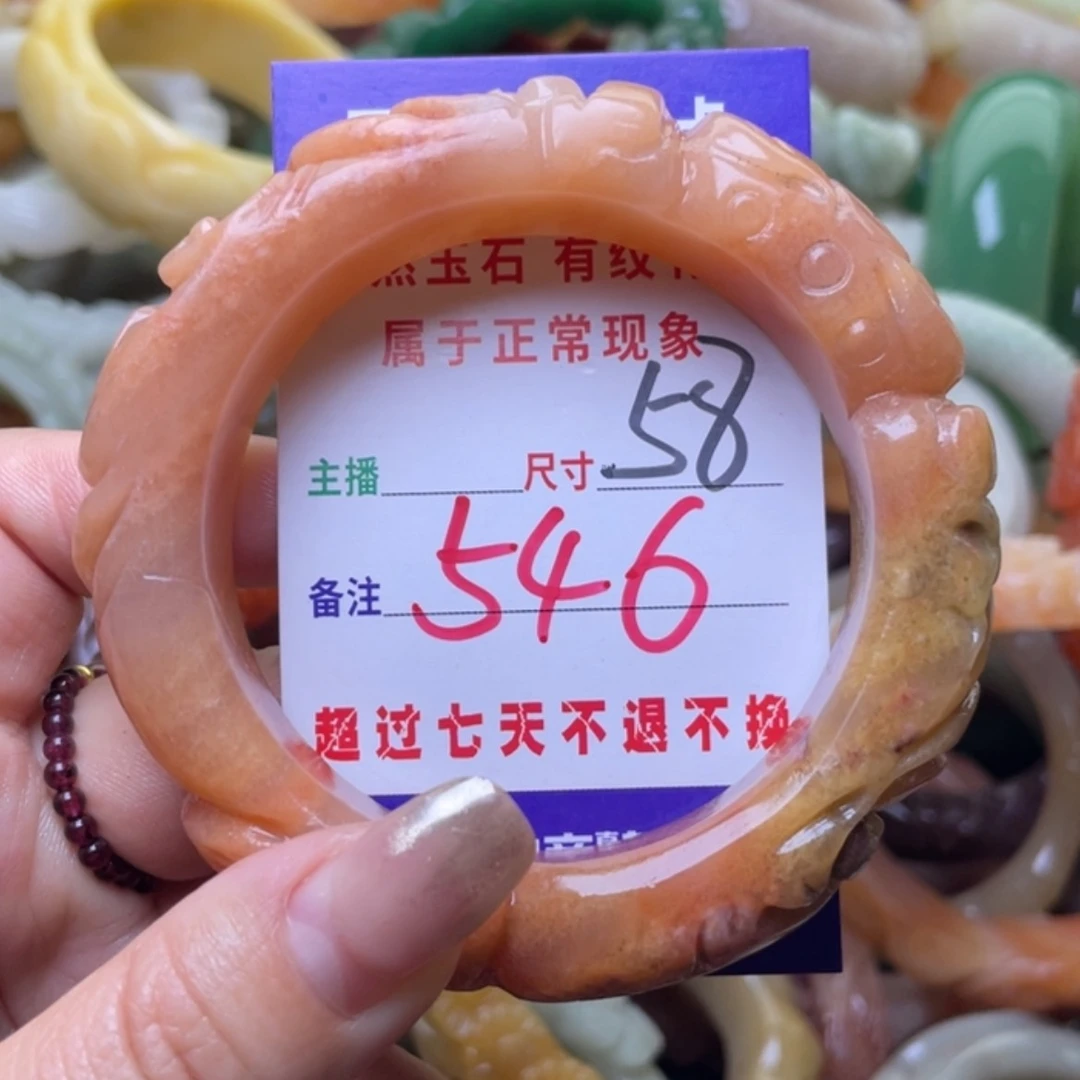 玉石 有纹
属于正常现象
主播 尺寸 58
备注 546
超过七天不退不换